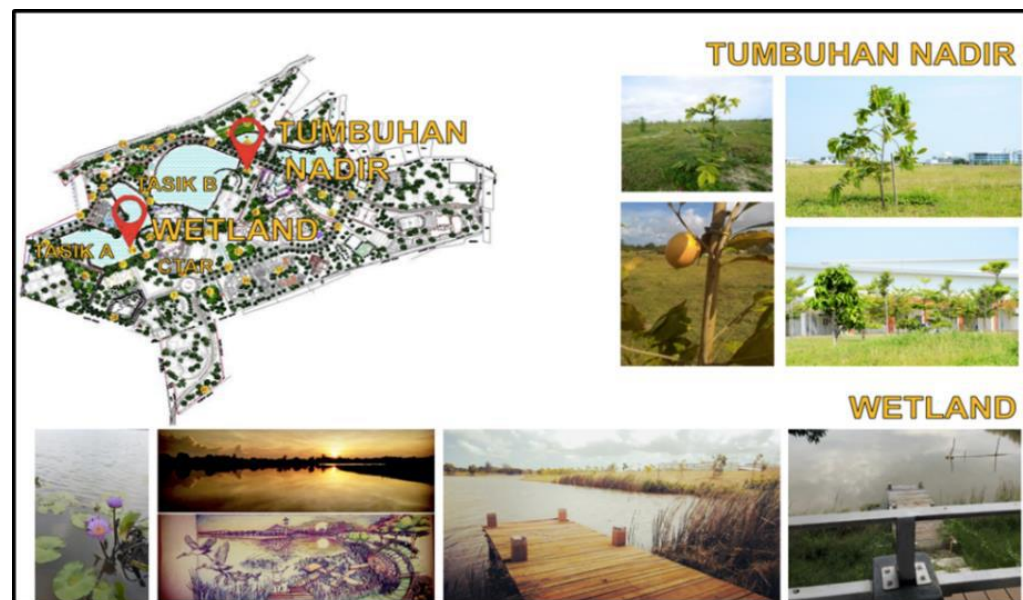 TUMBUHAN NADIR
TUMBUHAN
NADIR
TASIK B
WETLAND
TASIK A
CTAR
WETLAND